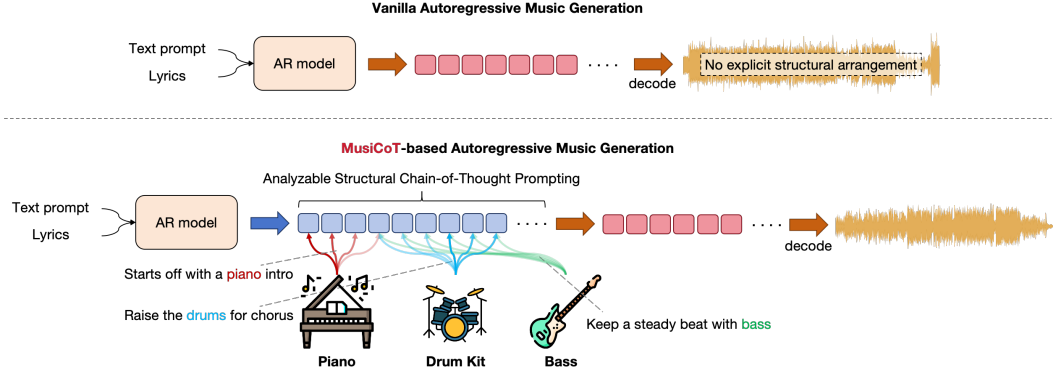 Vanilla Autoregressive Music Generation
Text prompt
Lyrics
AR model
decode
No explicit structural arrangement
MusiCoT-based Autoregressive Music Generation
Analyzable Structural Chain-of-Thought Prompting
Text prompt
Lyrics
AR model
decode
Starts off with a piano intro
Raise the drums for chorus
Keep a steady beat with bass
Piano
Drum Kit
Bass